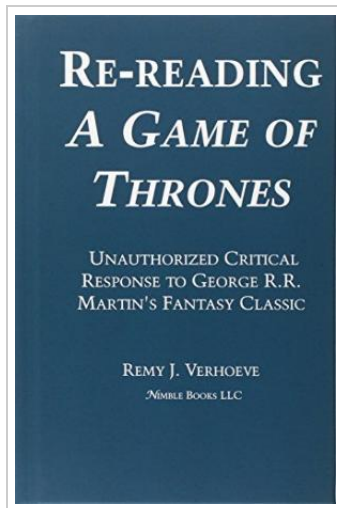 RE-READING
A GAME OF
THRONES
UNAUTHORIZED CRITICAL
RESPONSE TO GEORGE R.R.
MARTIN'S FANTASY CLASSIC
REMY J. VERHOEVE
NIMBLE BOOKS LLC